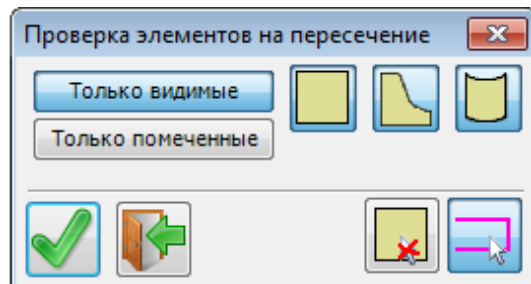 Проверка элементов на пересечение
Только видимые
Только помеченные